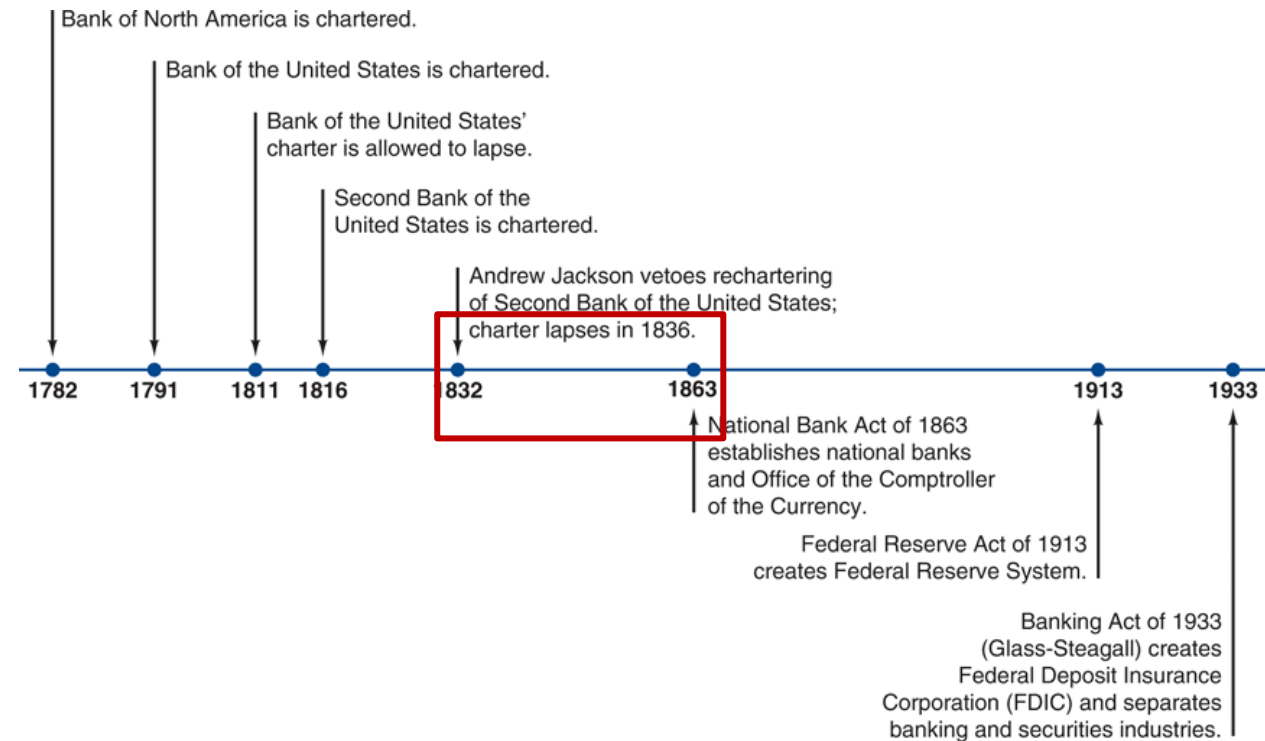 Bank of North America is chartered.
Bank of the United States is chartered.
Bank of the United States’
charter is allowed to lapse.
Second Bank of the
United States is chartered.
Andrew Jackson vetoes rechartering
of Second Bank of the United States;
charter lapses in 1836.
1782 1791 1811 1816 1832 1863 1913 1933
National Bank Act of 1863
establishes national banks
and Office of the Comptroller
of the Currency.
Federal Reserve Act of 1913
creates Federal Reserve System.
Banking Act of 1933
(Glass-Steagall) creates
Federal Deposit Insurance
Corporation (FDIC) and separates
banking and securities industries.